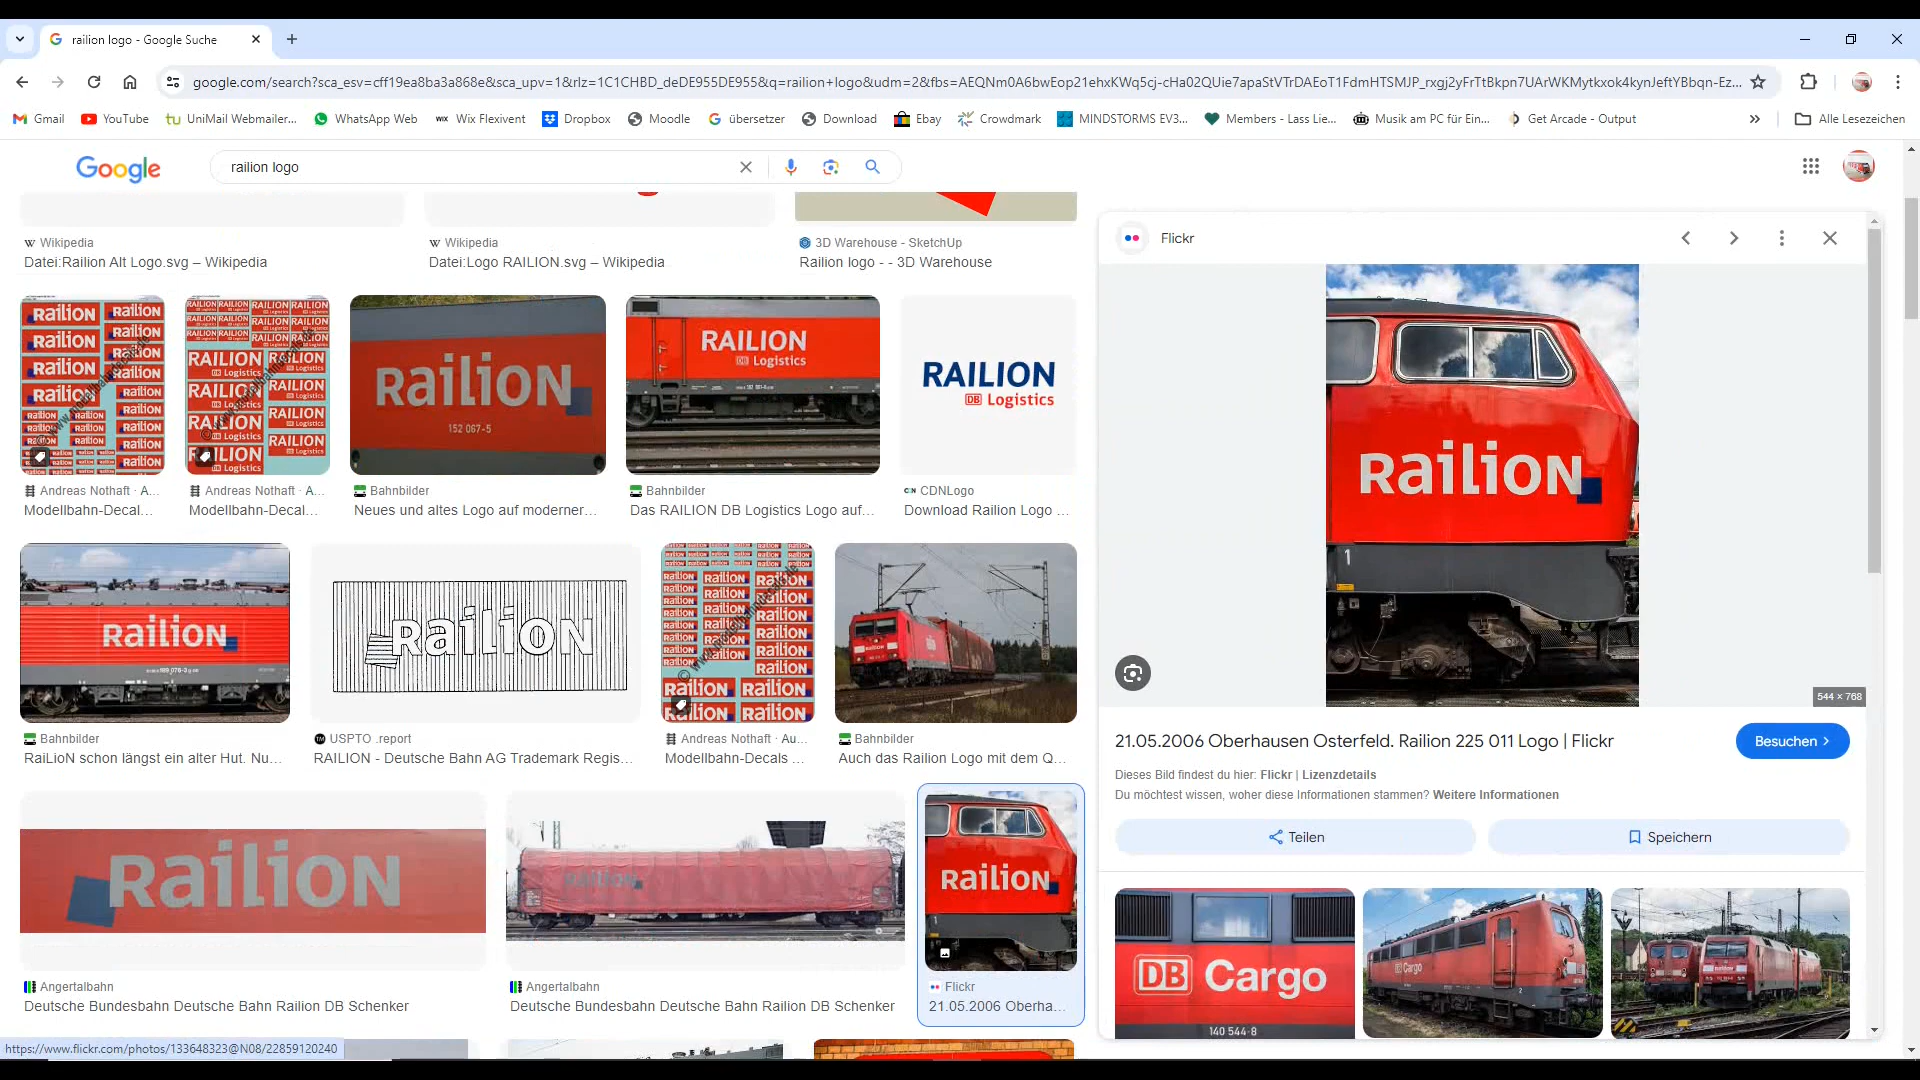 railion logo - Google Suche
google.com/search?sca_esv=cff19ea8ba3a868e&sca_upv=1&rlz=1C1CHBD_deDE955DE955&q=railion+logo&udm=2&fbs=AEQNm0A6bwEop21ehxKWq5cj-cHa02QUie7apaStVTrDAEoT1FdmHTSMJP_rxgj2yFrTtBkpn7UArWKMytkxok4kynJeftYBbqn-Ez...
Gmail YouTube UniMail Webmailer... WhatsApp Web Wix Flexivent Dropbox Moodle übersetzer Download Ebay Crowdmark MINDSTORMS EV3... Members - Lass Lie... Musik am PC für Ein... Get Arcade - Output Alle Lesezeichen
Google
railion logo
Wikipedia
Datei:Railion Alt Logo.svg – Wikipedia
Wikipedia
Datei:Logo RAILION.svg – Wikipedia
3D Warehouse - SketchUp
Railion logo - - 3D Warehouse
RailioN
152 067-5
RAILION
DB Logistics
RAILION
DB Logistics
Andreas Nothaft · A...
Modellbahn-Decal...
Andreas Nothaft · A...
Modellbahn-Decal...
Bahnbilder
Neues und altes Logo auf moderner...
Bahnbilder
Das RAILION DB Logistics Logo auf...
CDNLogo
Download Railion Logo ...
RailioN
RailioN
Bahnbilder
RaiLioN schon längst ein alter Hut. Nu...
USPTO .report
RAILION - Deutsche Bahn AG Trademark Regis...
Andreas Nothaft · Au...
Modellbahn-Decals ...
Bahnbilder
Auch das Railion Logo mit dem Q...
RailioN
RailioN
RailioN
Angertalbahn
Deutsche Bundesbahn Deutsche Bahn Railion DB Schenker
Angertalbahn
Deutsche Bundesbahn Deutsche Bahn Railion DB Schenker
Flickr
21.05.2006 Oberha...
https://www.flickr.com/photos/133648323@N08/22859120240
Flickr
RailioN
1
544 × 768
21.05.2006 Oberhausen Osterfeld. Railion 225 011 Logo | Flickr
Besuchen
Dieses Bild findest du hier: Flickr | Lizenzdetails
Du möchtest wissen, woher diese Informationen stammen? Weitere Informationen
Teilen
Speichern
DB Cargo
140 544-8
DB Cargo